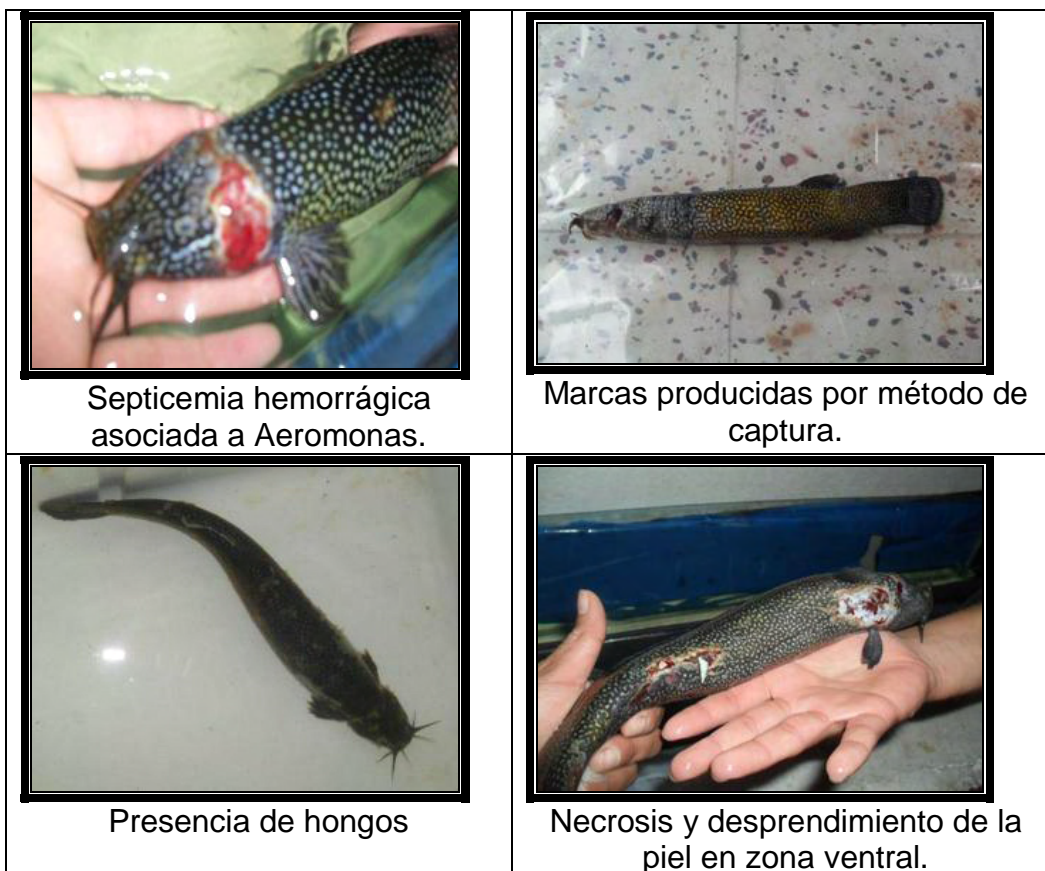 Septicemia hemorrágica
asociada a Aeromonas.
Marcas producidas por método de
captura.
Presencia de hongos
Necrosis y desprendimiento de la
piel en zona ventral.